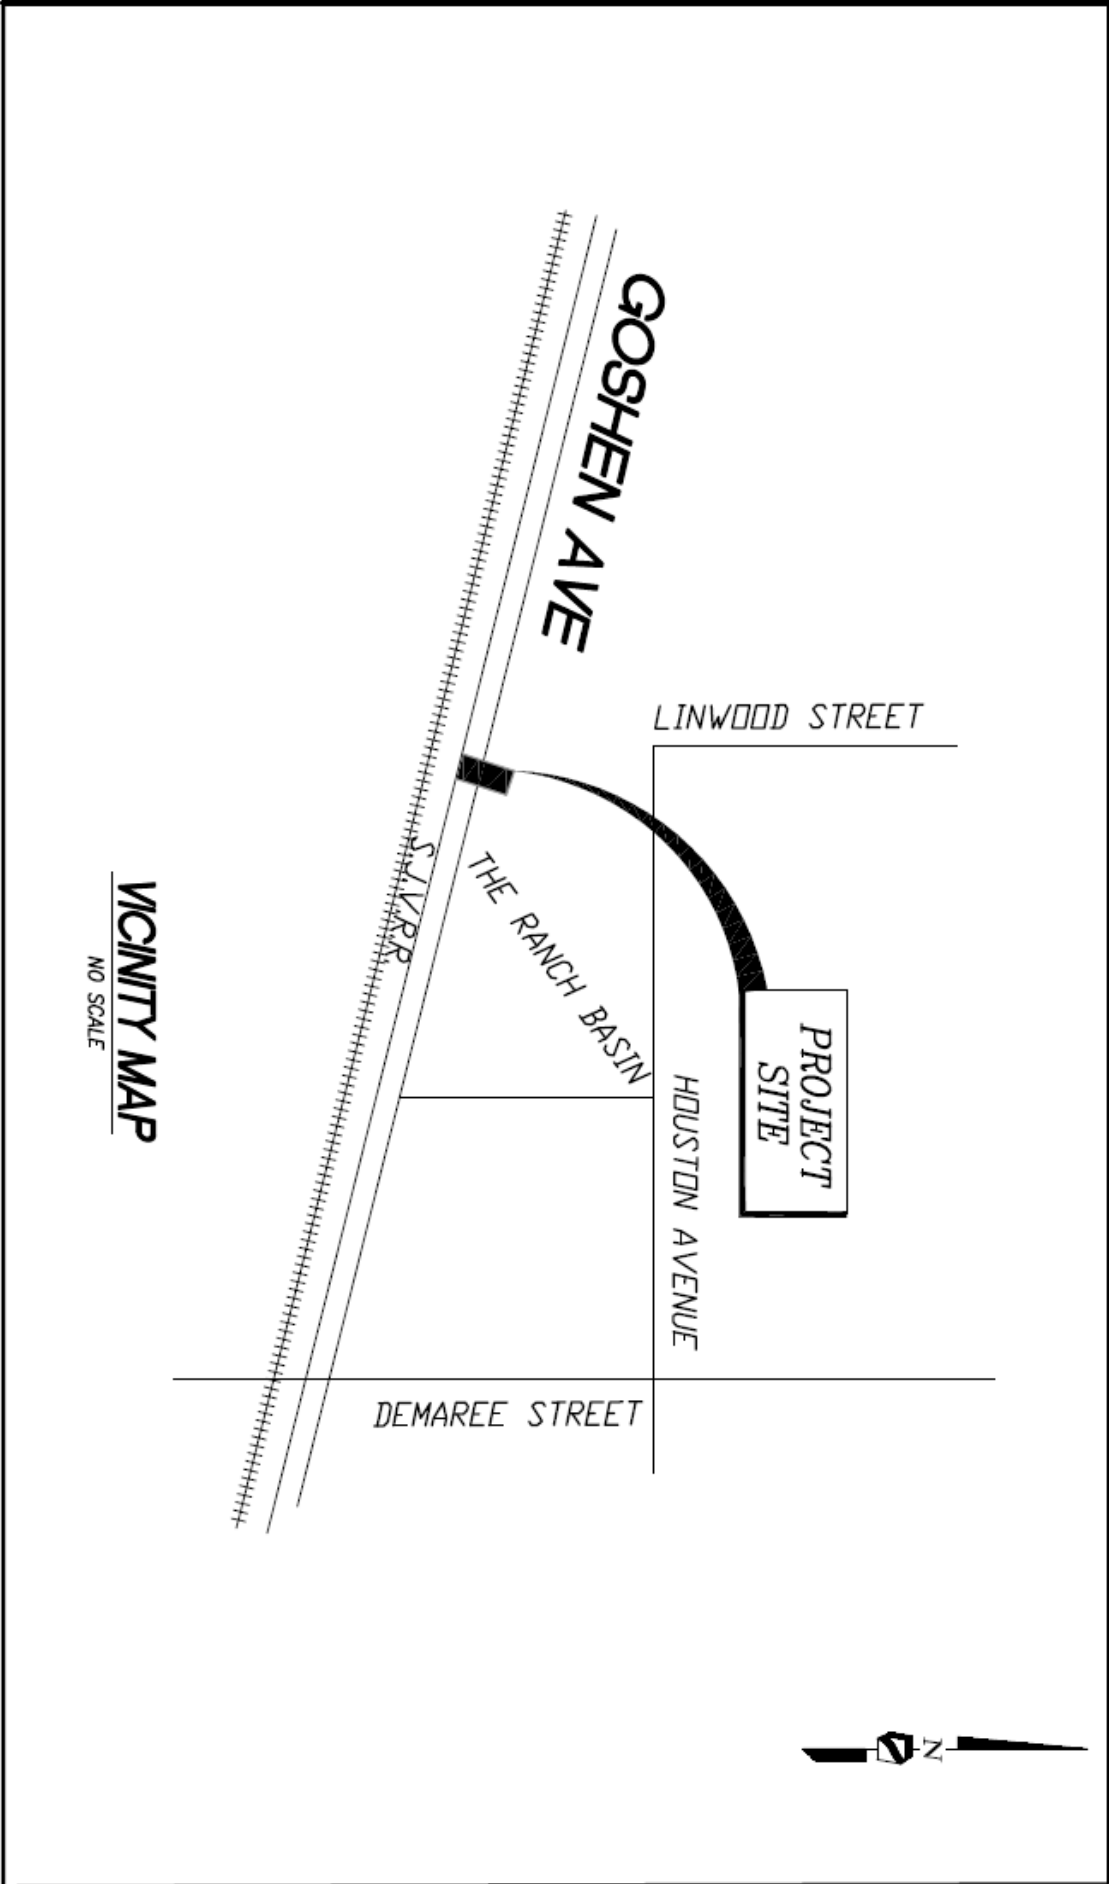 GOSHEN AVE
LINWOOD STREET
PROJECT
SITE
HOUSTON AVENUE
THE RANCH BASIN
S.J.V.R.R.
DEMAREE STREET
N
VICINITY MAP
NO SCALE